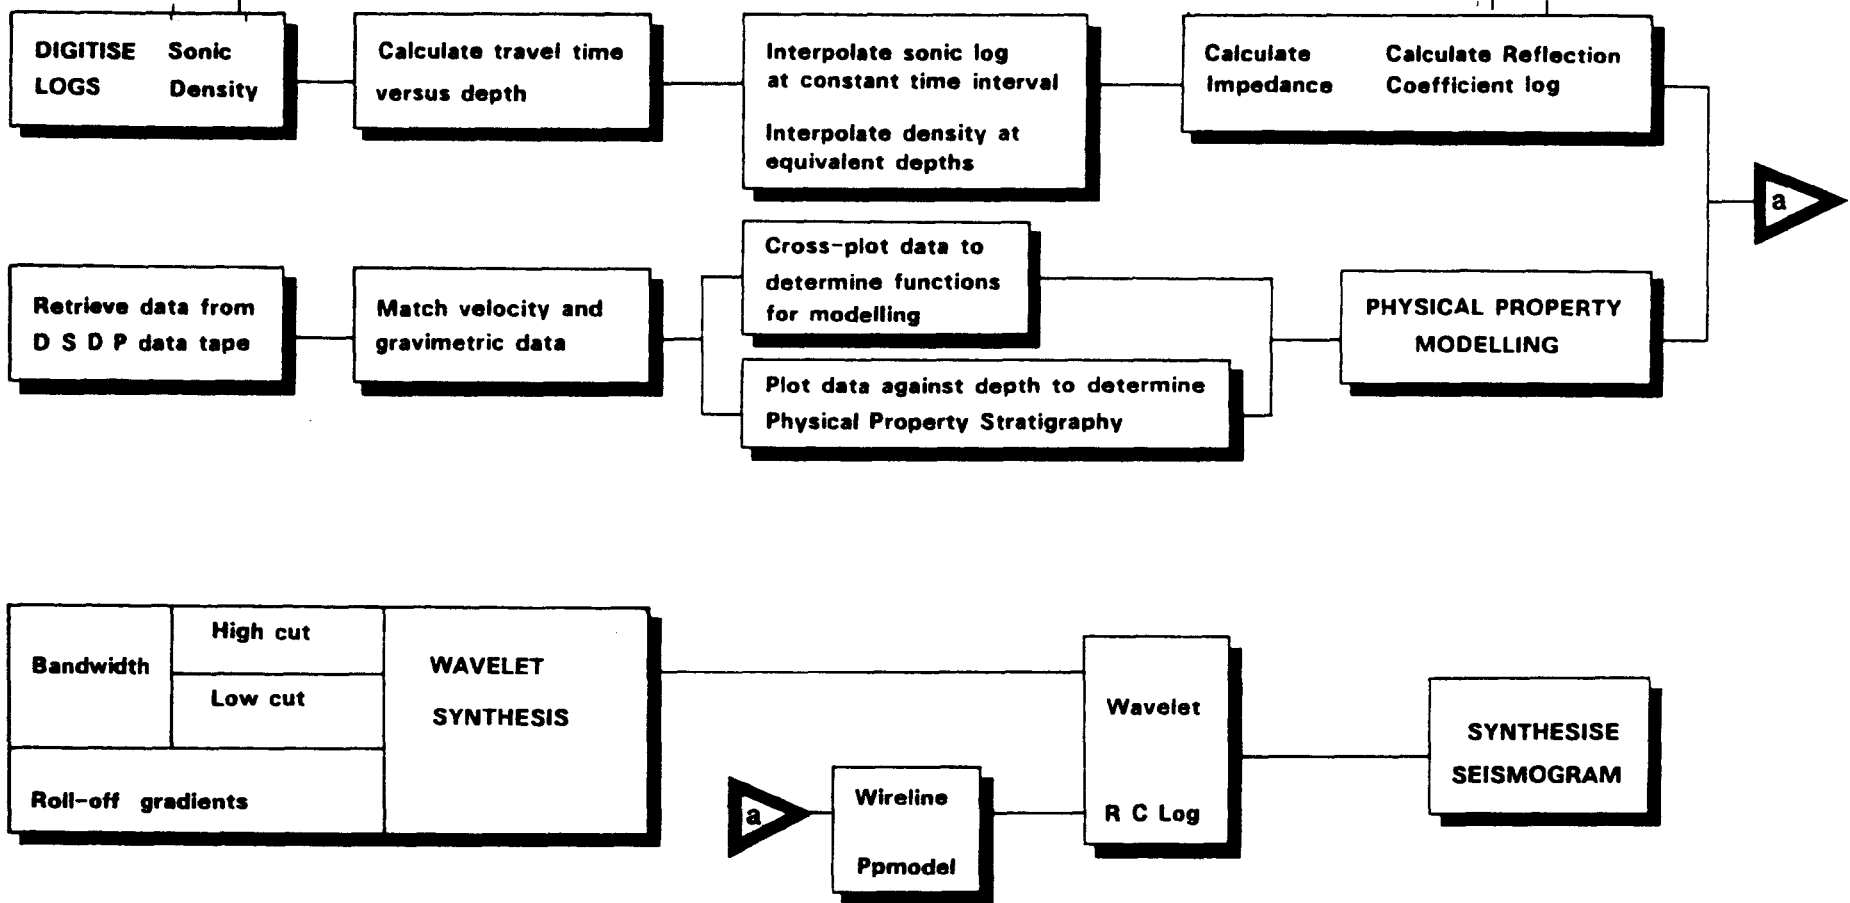 DIGITISE Sonic
LOGS Density
Calculate travel time
versus depth
Interpolate sonic log
at constant time interval
Interpolate density at
equivalent depths
Calculate Calculate Reflection
Impedance Coefficient log
a
Retrieve data from
D S D P data tape
Match velocity and
gravimetric data
Cross-plot data to
determine functions
for modelling
Plot data against depth to determine
Physical Property Stratigraphy
PHYSICAL PROPERTY
MODELLING
Bandwidth
High cut
Low cut
Roll-off gradients
WAVELET
SYNTHESIS
a
Wireline
Ppmodel
Wavelet
R C Log
SYNTHESISE
SEISMOGRAM